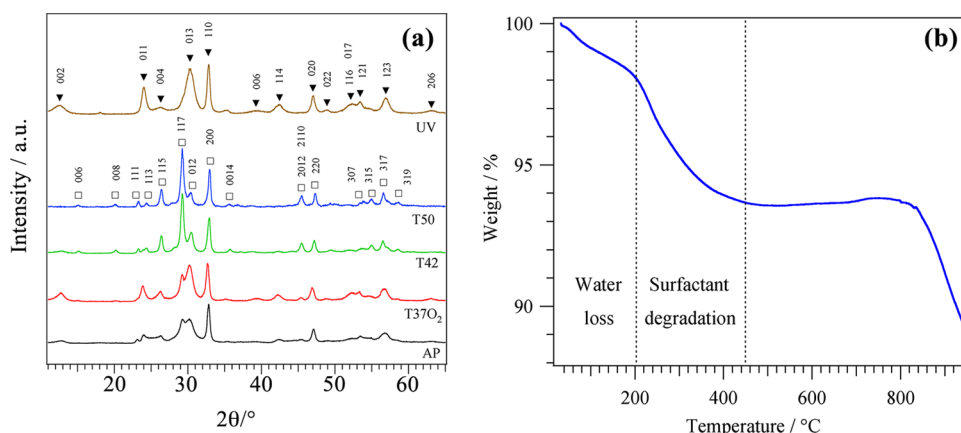 (a)
Intensity / a.u.
002
011
004
013
110
006
114
020
022
116
017
121
123
206
UV
006
008
111
113
115
117
012
200
0014
2012
2110
220
307
315
317
319
T50
T42
T37O₂
AP
10 20 30 40 50 60
2θ/°
(b)
Weight / %
100
95
90
Water
loss
Surfactant
degradation
200 400 600 800
Temperature / °C